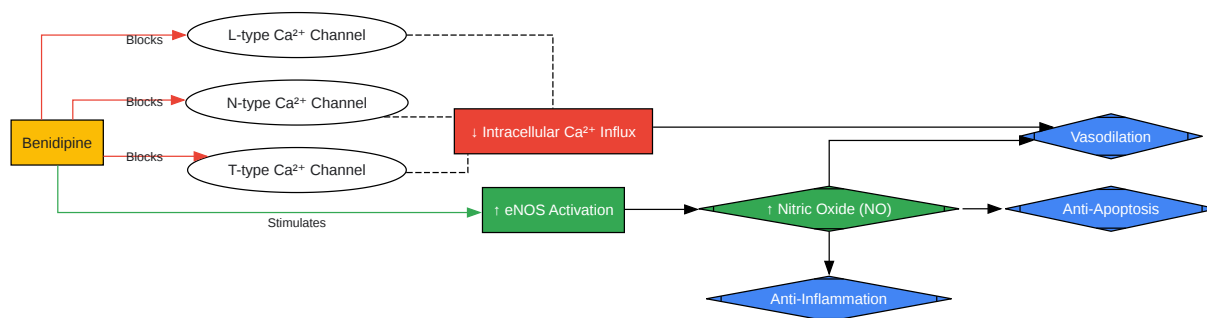 Blocks
L-type Ca²⁺ Channel
Blocks
N-type Ca²⁺ Channel
Benidipine
↓ Intracellular Ca²⁺ Influx
Vasodilation
Blocks
T-type Ca²⁺ Channel
Stimulates
↑ eNOS Activation
↑ Nitric Oxide (NO)
Anti-Apoptosis
Anti-Inflammation